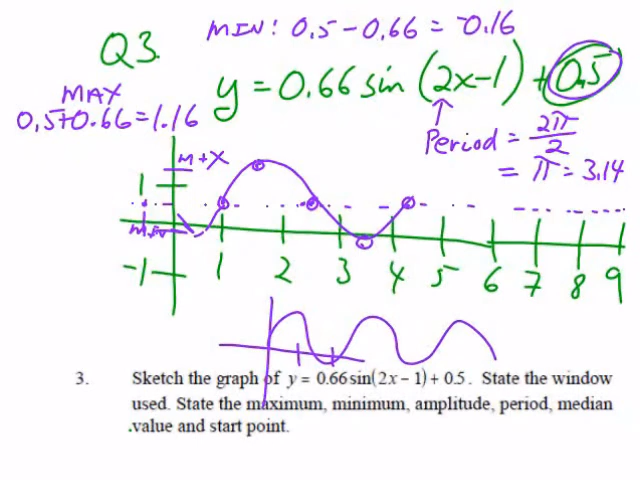 MIN: 0.5 - 0.66 = -0.16
Q3.
y = 0.66 sin (2x-1) + 0.5
MAX
0.5+0.66=1.16
Period = 2π/2
= π = 3.14
MAX
1
Min
-1 1 2 3 4 5 6 7 8 9
3. Sketch the graph of y = 0.66 sin(2x − 1) + 0.5 . State the window
used. State the maximum, minimum, amplitude, period, median
value and start point.